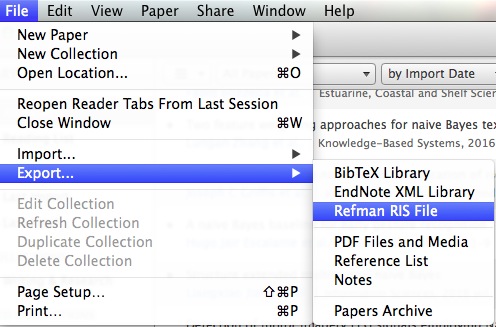 File Edit View Paper Share Window Help
New Paper
New Collection
Open Location... ⌘O
by Import Date
Estuarine, Coastal and Shelf Scien
Reopen Reader Tabs From Last Session
Close Window ⌘W
approaches for naive Bayes tex
Knowledge-Based Systems, 2016
Import...
Export...
BibTeX Library
EndNote XML Library
Refman RIS File
Edit Collection
Refresh Collection
Duplicate Collection
Delete Collection
PDF Files and Media
Reference List
Notes
Page Setup... ⇧⌘P
Print... ⌘P
Papers Archive